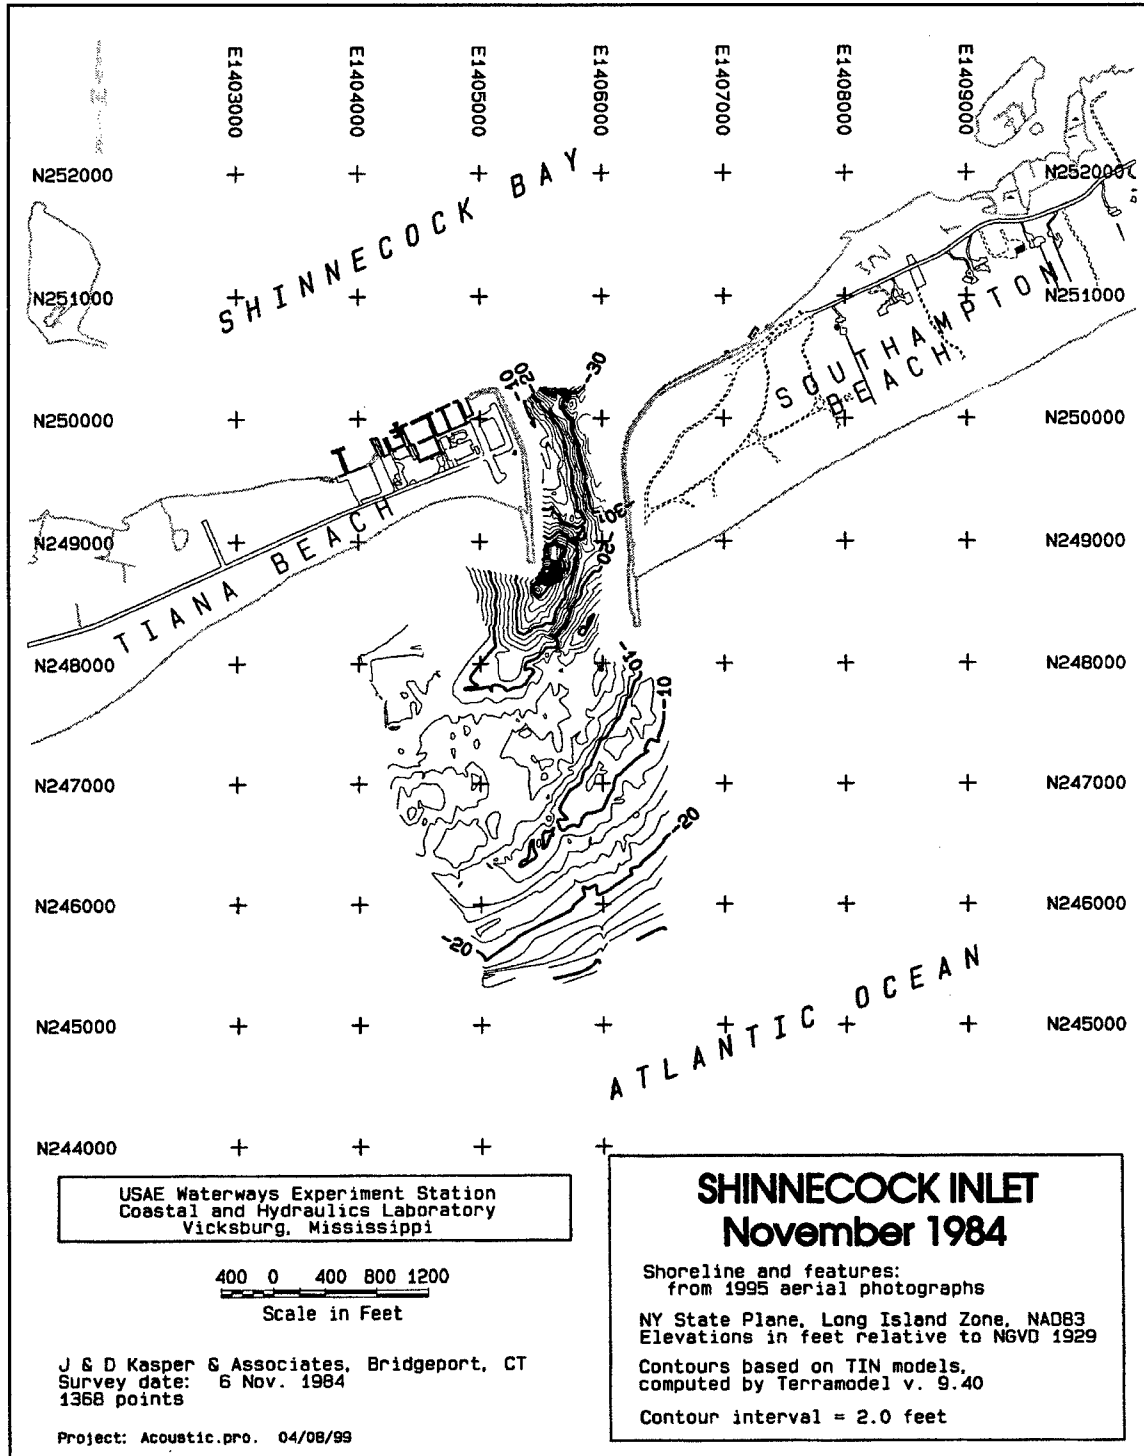 E1403000
E1404000
E1405000
E1406000
E1407000
E1408000
E1409000
N252000
N252000
SHINNECOCK BAY
N251000
N251000
SOUTHAMPTON
BEACH
-10
-20
-30
N250000
N250000
-30
-20
N249000
N249000
TIANA BEACH
N248000
N248000
-10
-10
N247000
N247000
-20
N246000
N246000
-20
ATLANTIC OCEAN
N245000
N245000
N244000
USAE Waterways Experiment Station
Coastal and Hydraulics Laboratory
Vicksburg, Mississippi
400 0 400 800 1200
Scale in Feet
J & D Kasper & Associates, Bridgeport, CT
Survey date: 6 Nov. 1984
1368 points
Project: Acoustic.pro. 04/08/99
SHINNECOCK INLET
November 1984
Shoreline and features:
from 1995 aerial photographs
NY State Plane, Long Island Zone, NAD83
Elevations in feet relative to NGVD 1929
Contours based on TIN models,
computed by Terramodel v. 9.40
Contour interval = 2.0 feet